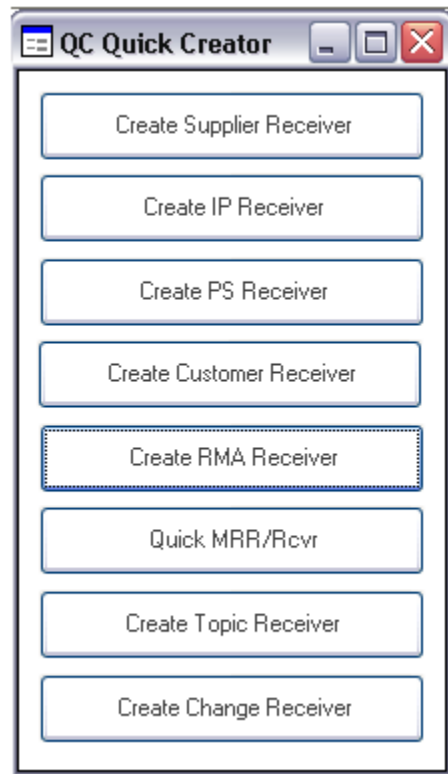 QC Quick Creator
Create Supplier Receiver
Create IP Receiver
Create PS Receiver
Create Customer Receiver
Create RMA Receiver
Quick MRR/Rcvr
Create Topic Receiver
Create Change Receiver